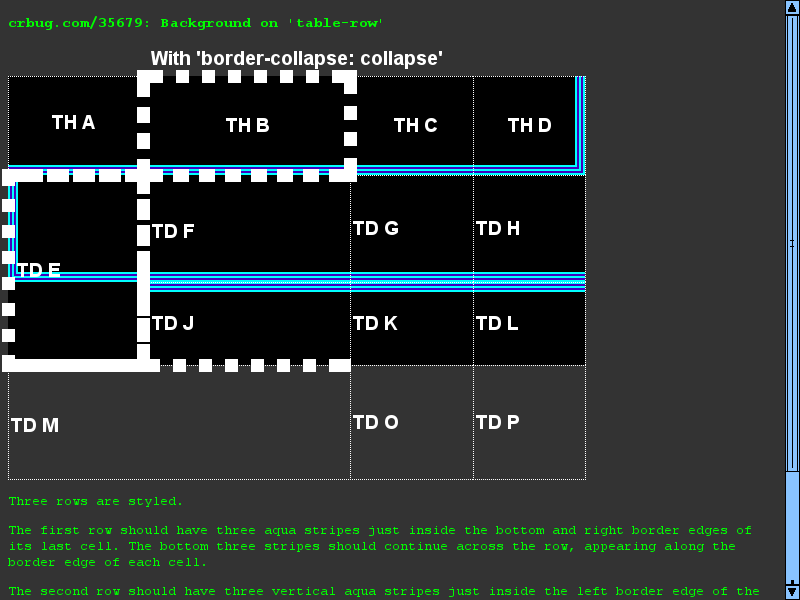 crbug.com/35679: Background on 'table-row'
With 'border-collapse: collapse'
TH A TH B TH C TH D
TD F TD G TD H
TD E
TD J TD K TD L
TD M TD O TD P
Three rows are styled.
The first row should have three aqua stripes just inside the bottom and right border edges of
its last cell. The bottom three stripes should continue across the row, appearing along the
border edge of each cell.
The second row should have three vertical aqua stripes just inside the left border edge of the